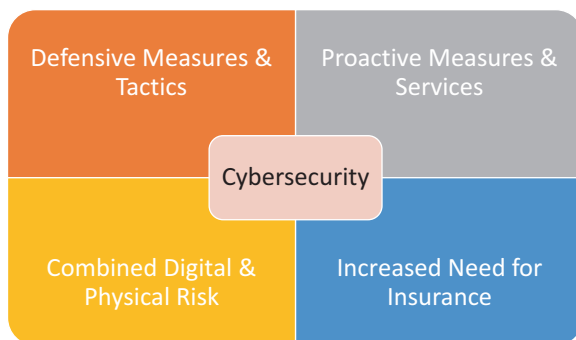 Defensive Measures &
Tactics
Proactive Measures &
Services
Cybersecurity
Combined Digital &
Physical Risk
Increased Need for
Insurance